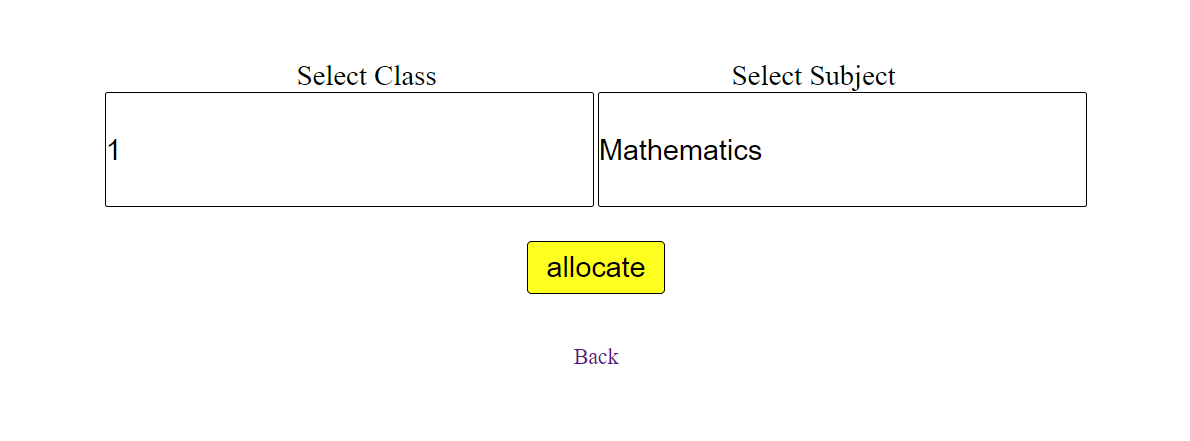 Select Class Select Subject
1 Mathematics
allocate
Back